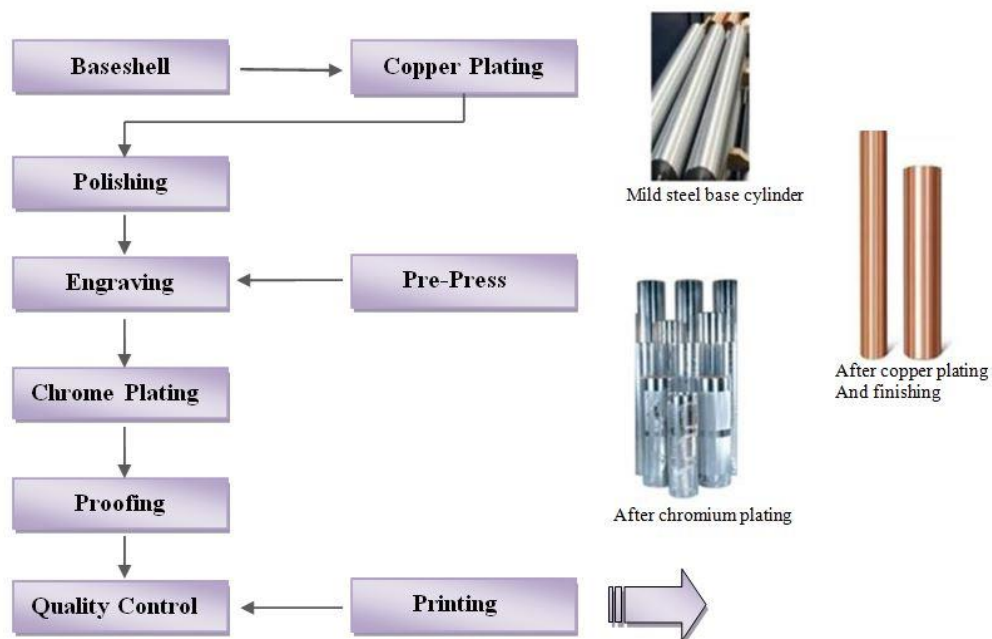 Baseshell
Copper Plating
Polishing
Engraving
Pre-Press
Chrome Plating
Proofing
Quality Control
Printing
Mild steel base cylinder
After copper plating
And finishing
After chromium plating